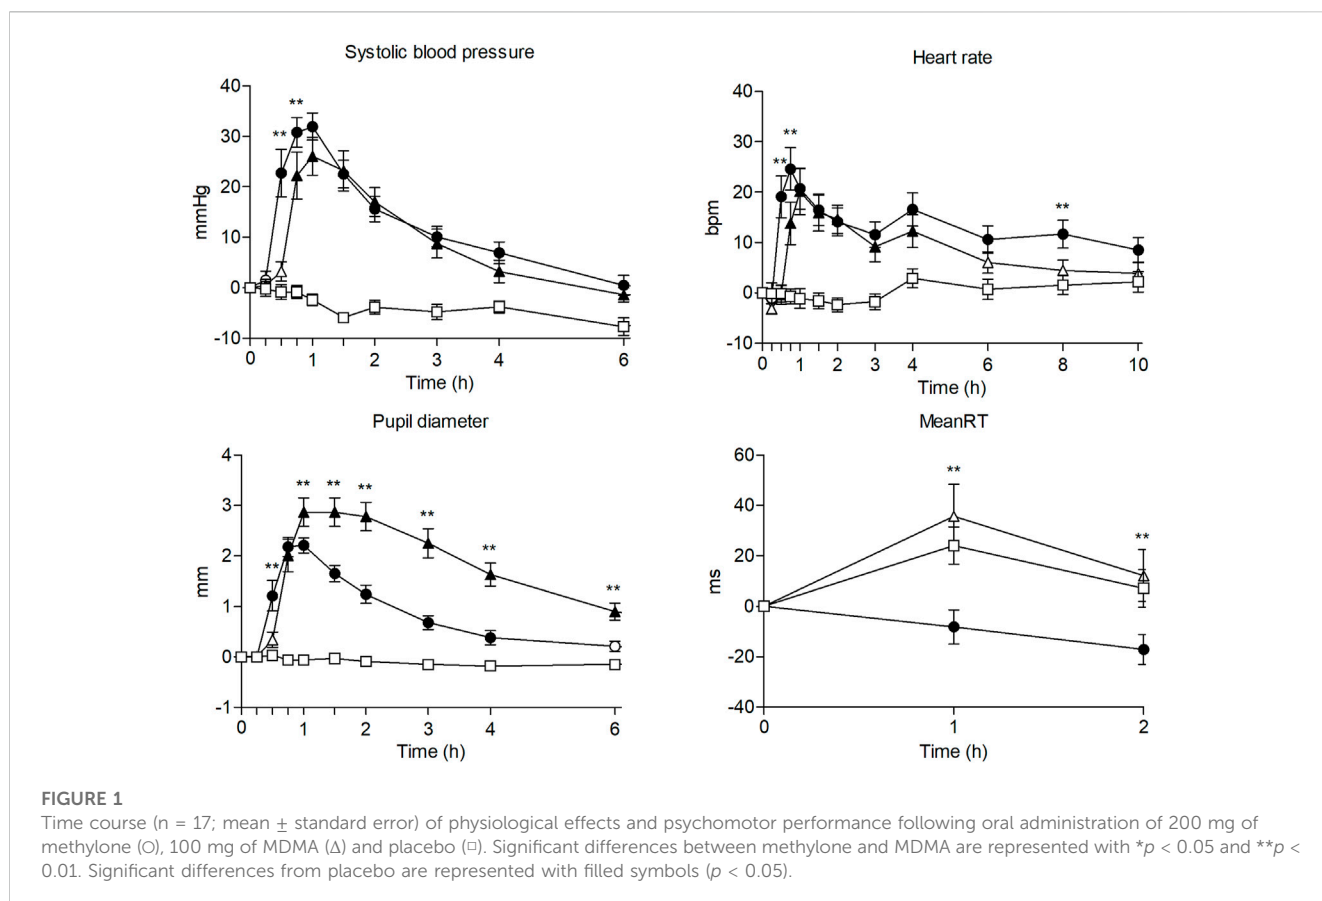 Systolic blood pressure
40
30
20
10
0
-10
mmHg
**
**
0 1 2 3 4 6
Time (h)
Heart rate
40
30
20
10
0
-10
bpm
**
**
**
0 1 2 3 4 6 8 10
Time (h)
Pupil diameter
4
3
2
1
0
-1
mm
** ** ** ** ** ** **
0 1 2 3 4 6
Time (h)
MeanRT
60
40
20
0
-20
-40
ms
**
**
0 1 2
Time (h)
FIGURE 1
Time course (n = 17; mean ± standard error) of physiological effects and psychomotor performance following oral administration of 200 mg of
methylone (O), 100 mg of MDMA (Δ) and placebo (□). Significant differences between methylone and MDMA are represented with *p < 0.05 and **p <
0.01. Significant differences from placebo are represented with filled symbols (p < 0.05).